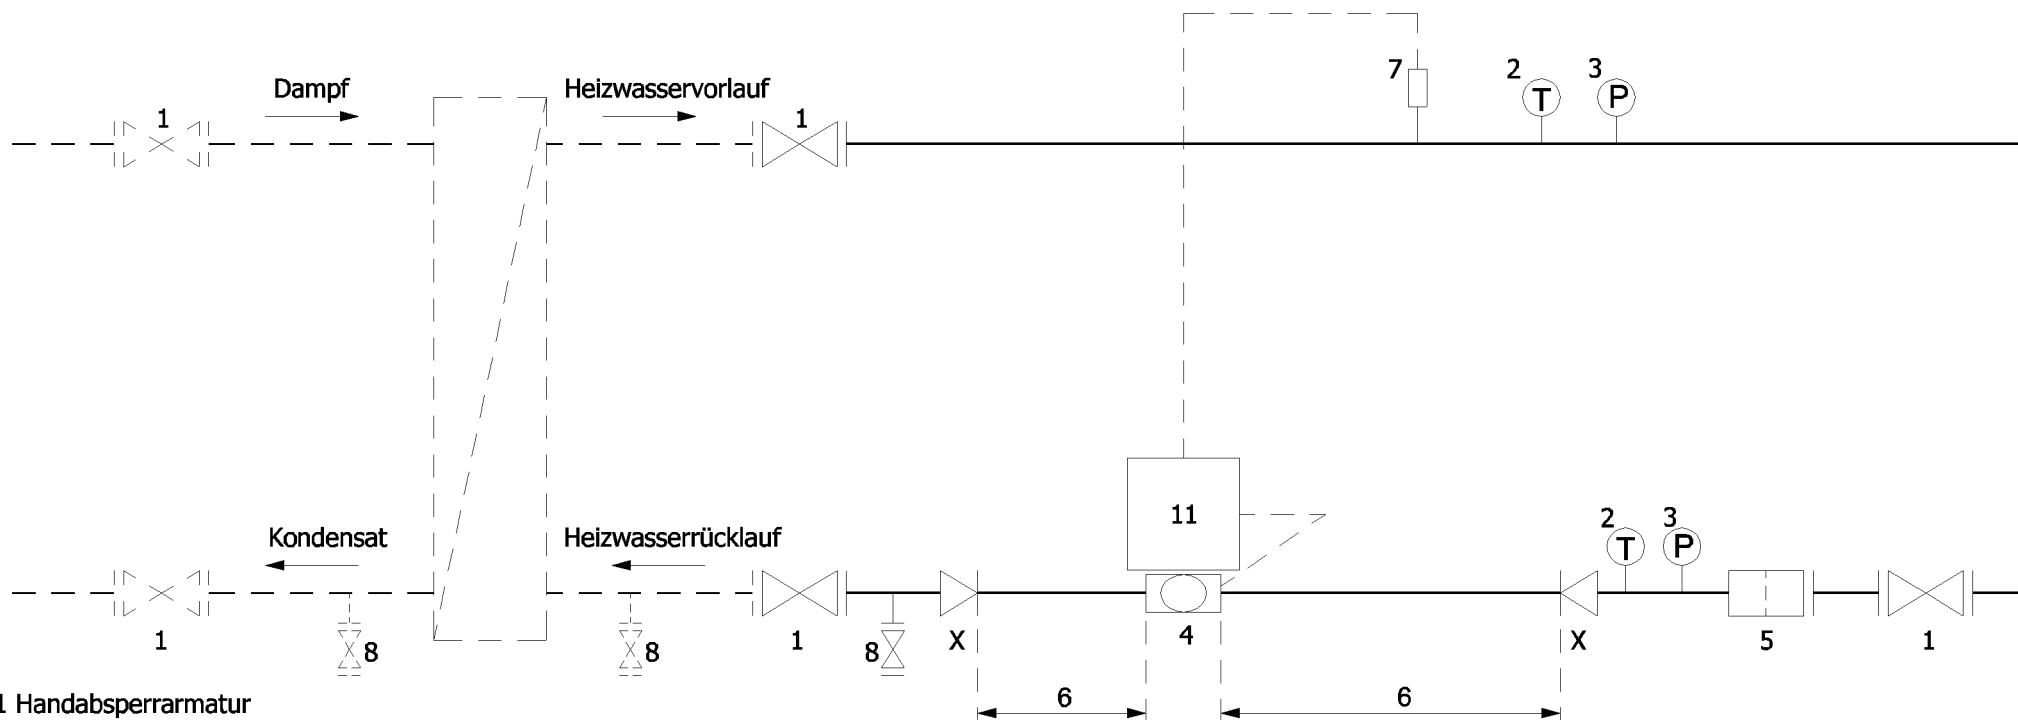 7 2 3
Dampf Heizwasservorlauf
T P
1 1
11
2 3
Kondensat Heizwasserrücklauf
T P
1 8 8 1 8 X 4 X 5 1
6 6
1 Handabsperrarmatur